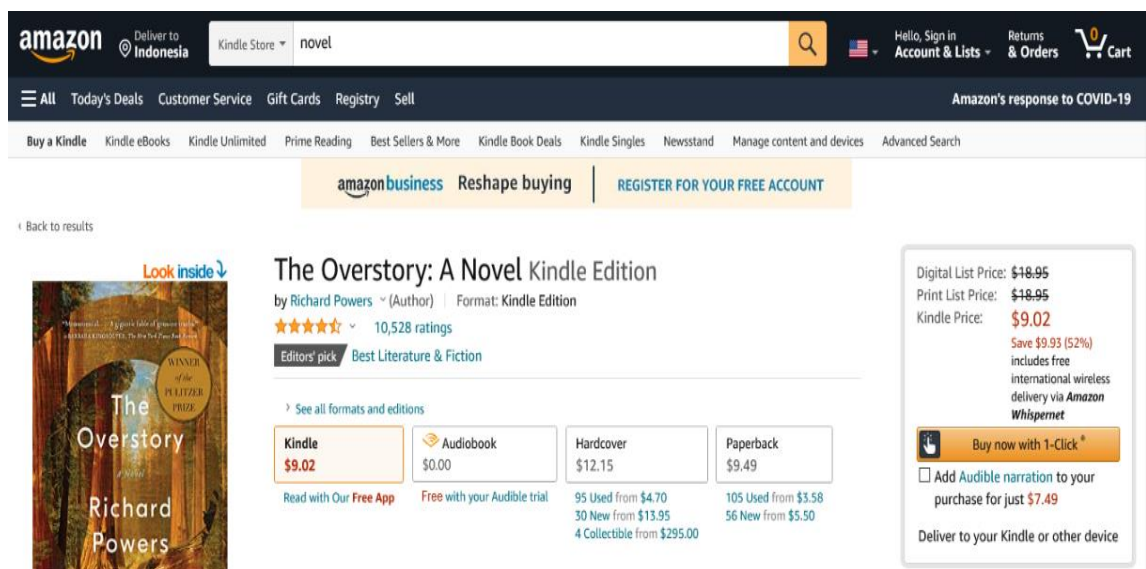 amazon
Deliver to
Indonesia
Kindle Store
novel
Hello, Sign in
Account & Lists
Returns
& Orders
0
Cart
All Today's Deals Customer Service Gift Cards Registry Sell
Amazon's response to COVID-19
Buy a Kindle Kindle eBooks Kindle Unlimited Prime Reading Best Sellers & More Kindle Book Deals Kindle Singles Newsstand Manage content and devices Advanced Search
amazon business Reshape buying REGISTER FOR YOUR FREE ACCOUNT
‹ Back to results
Look inside
WINNER
of the
PULITZER
PRIZE
The
Overstory
a Novel
Richard
Powers
The Overstory: A Novel Kindle Edition
by Richard Powers (Author) Format: Kindle Edition
10,528 ratings
Editors' pick Best Literature & Fiction
› See all formats and editions
Kindle
$9.02
Read with Our Free App
Audiobook
$0.00
Free with your Audible trial
Hardcover
$12.15
95 Used from $4.70
30 New from $13.95
4 Collectible from $295.00
Paperback
$9.49
105 Used from $3.58
56 New from $5.50
Digital List Price: $18.95
Print List Price: $18.95
Kindle Price: $9.02
Save $9.93 (52%)
includes free
international wireless
delivery via Amazon
Whispernet
Buy now with 1-Click ®
Add Audible narration to your
purchase for just $7.49
Deliver to your Kindle or other device